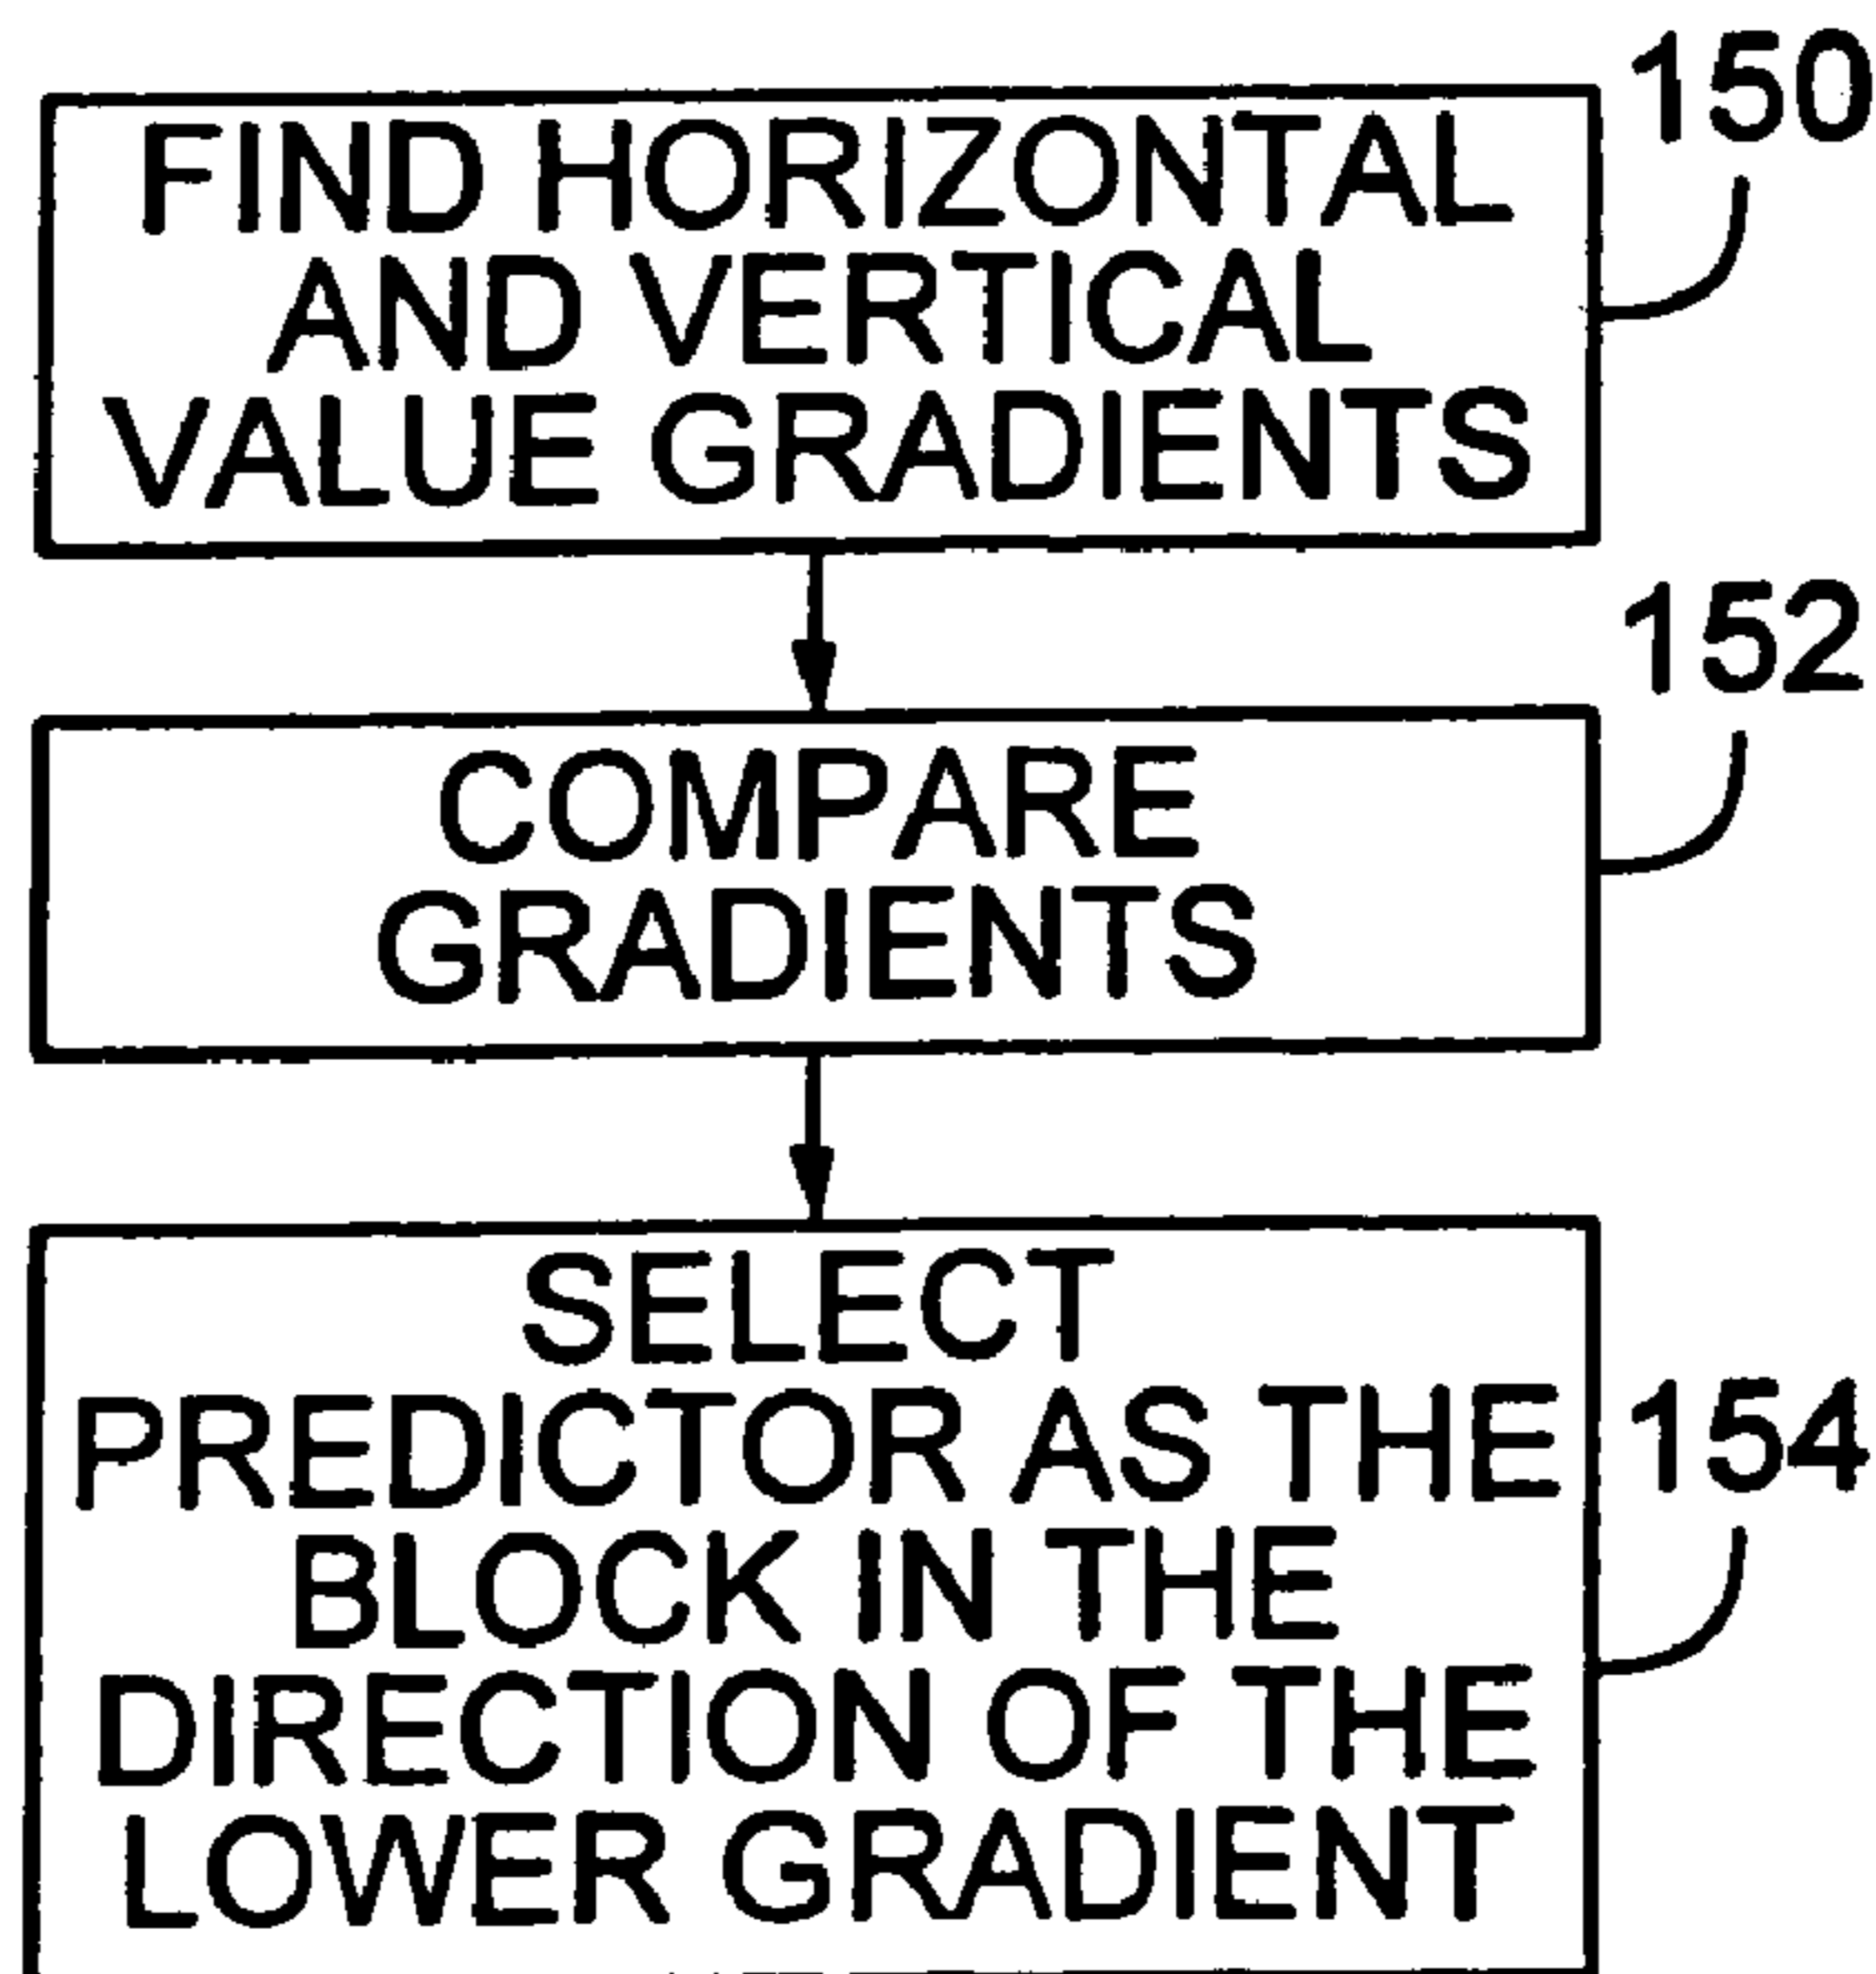 150
FIND HORIZONTAL
AND VERTICAL
VALUE GRADIENTS
152
COMPARE
GRADIENTS
SELECT
PREDICTOR AS THE
BLOCK IN THE
DIRECTION OF THE
LOWER GRADIENT
154